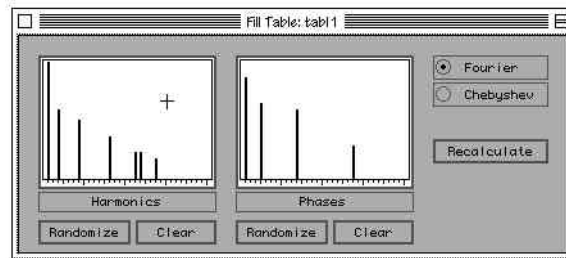 Fill Table: tabl1
Fourier
Chebyshev
Recalculate
Harmonics
Phases
Randomize
Clear
Randomize
Clear